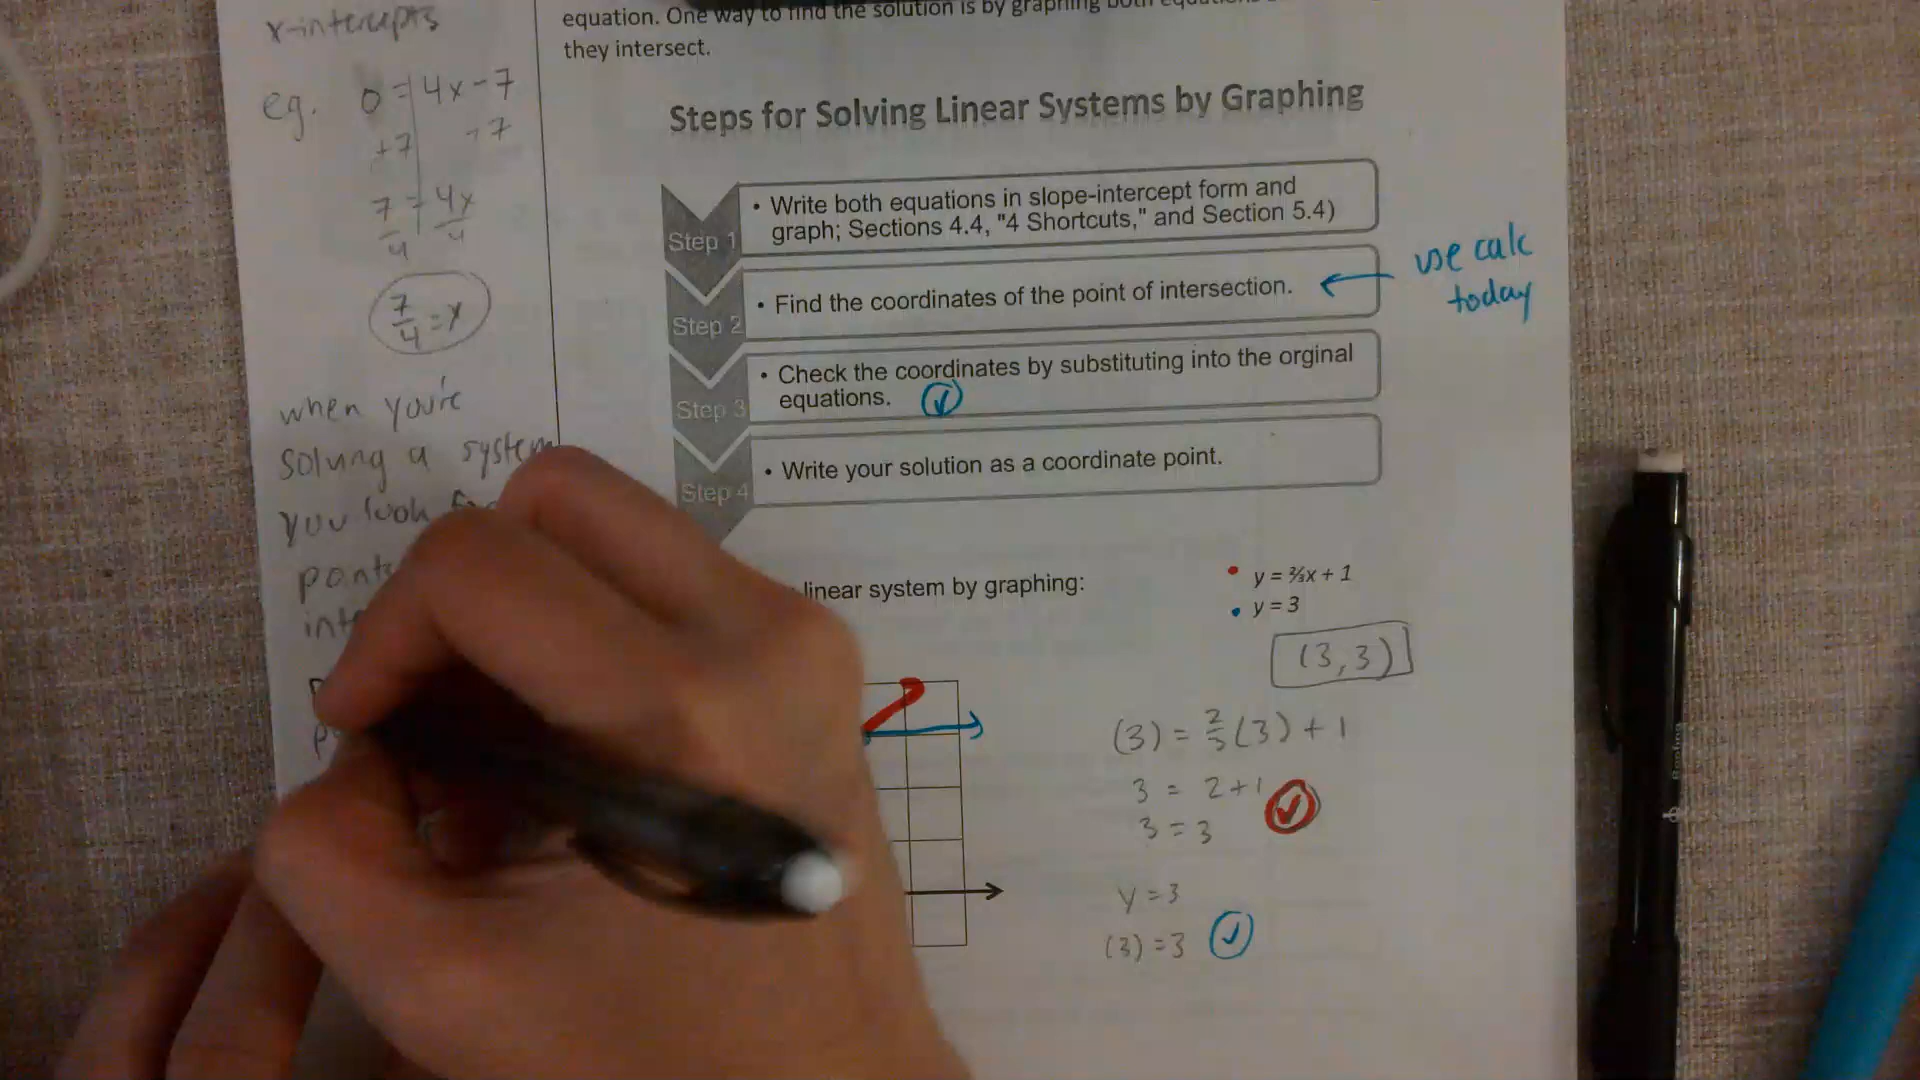 x-intercepts
eg. 0 = 4x - 7
+7 +7
7 = 4x
4 4
7/4 = x
when you're
solving a system
you look
points
equation. One way to find the solution is by graphing both
they intersect.
Steps for Solving Linear Systems by Graphing
Step 1
• Write both equations in slope-intercept form and
graph; Sections 4.4, "4 Shortcuts," and Section 5.4)
Step 2
• Find the coordinates of the point of intersection.
use calc
today
Step 3
• Check the coordinates by substituting into the orginal
equations.
Step 4
• Write your solution as a coordinate point.
linear system by graphing:
• y = ⅔x + 1
• y = 3
(3,3)
(3) = 2/3(3) + 1
3 = 2+1
3 = 3
y = 3
(3) = 3